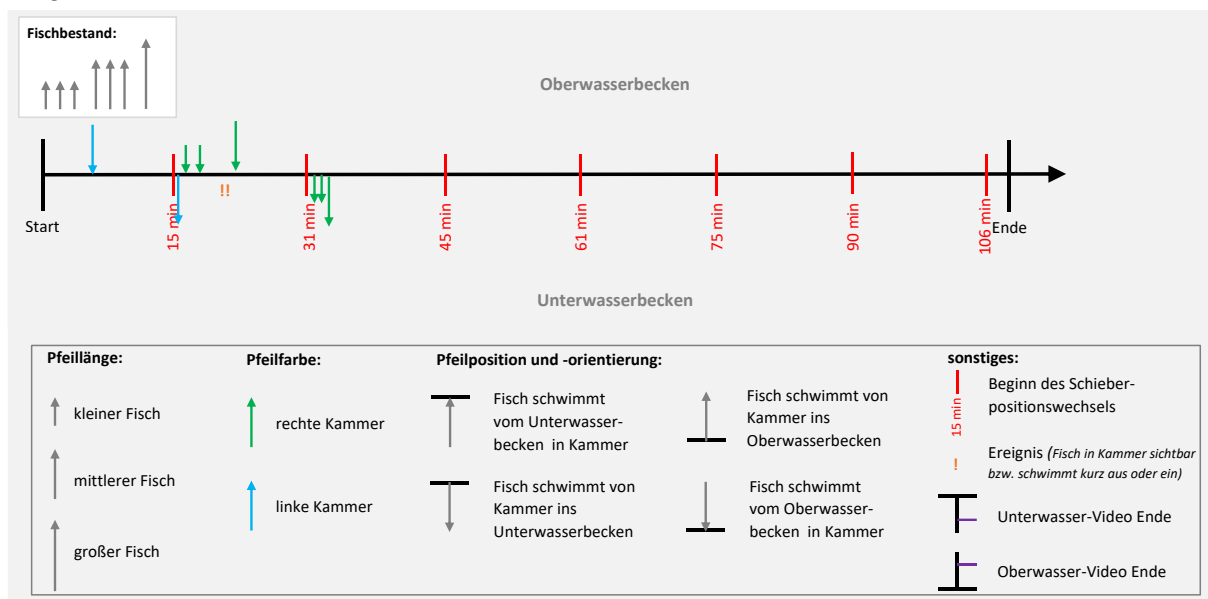 Fischbestand:
Oberwasserbecken
Start
15 min
!!
31 min
45 min
61 min
75 min
90 min
106 min
Ende
Unterwasserbecken
Pfeillänge:
kleiner Fisch
mittlerer Fisch
großer Fisch
Pfeilfarbe:
rechte Kammer
linke Kammer
Pfeilposition und -orientierung:
Fisch schwimmt
vom Unterwasser-
becken in Kammer
Fisch schwimmt von
Kammer ins
Unterwasserbecken
Fisch schwimmt von
Kammer ins
Oberwasserbecken
Fisch schwimmt
vom Oberwasser-
becken in Kammer
sonstiges:
15 min
Beginn des Schieber-
positionswechsels
!
Ereignis (Fisch in Kammer sichtbar
bzw. schwimmt kurz aus oder ein)
Unterwasser-Video Ende
Oberwasser-Video Ende